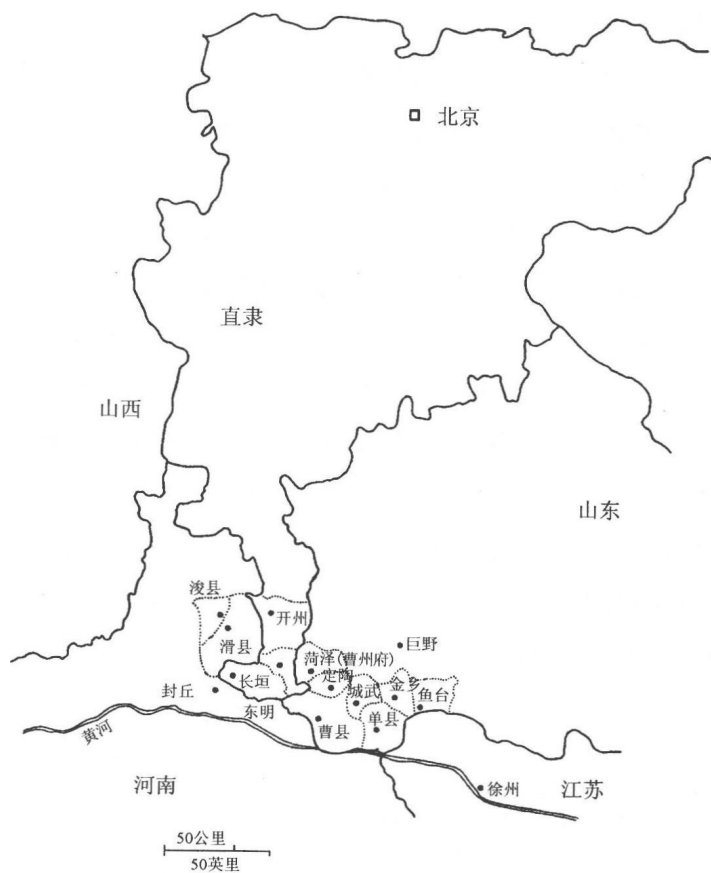 北京
直隶
山西
山东
浚县
开州
滑县
巨野
菏泽(曹州府)
长垣
定陶
城武
金乡
鱼台
封丘
东明
曹县
单县
黄河
河南
徐州
江苏
50公里
50英里